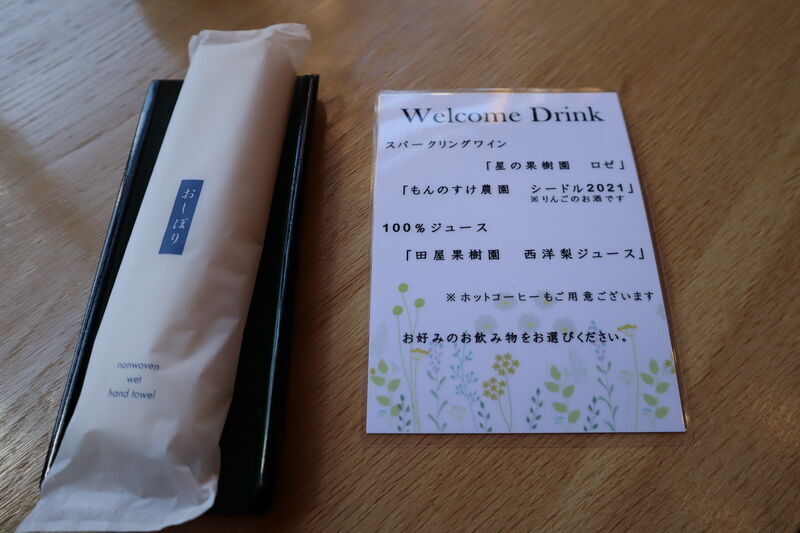 おしぼり
nonwoven
wet
hand towel
Welcome Drink
スパークリングワイン
「星の果樹園　ロゼ」
「もんのすけ農園　シードル2021」
※りんごのお酒です
100%ジュース
「田屋果樹園　西洋梨ジュース」
※ホットコーヒーもご用意ございます
お好みのお飲み物をお選びください。